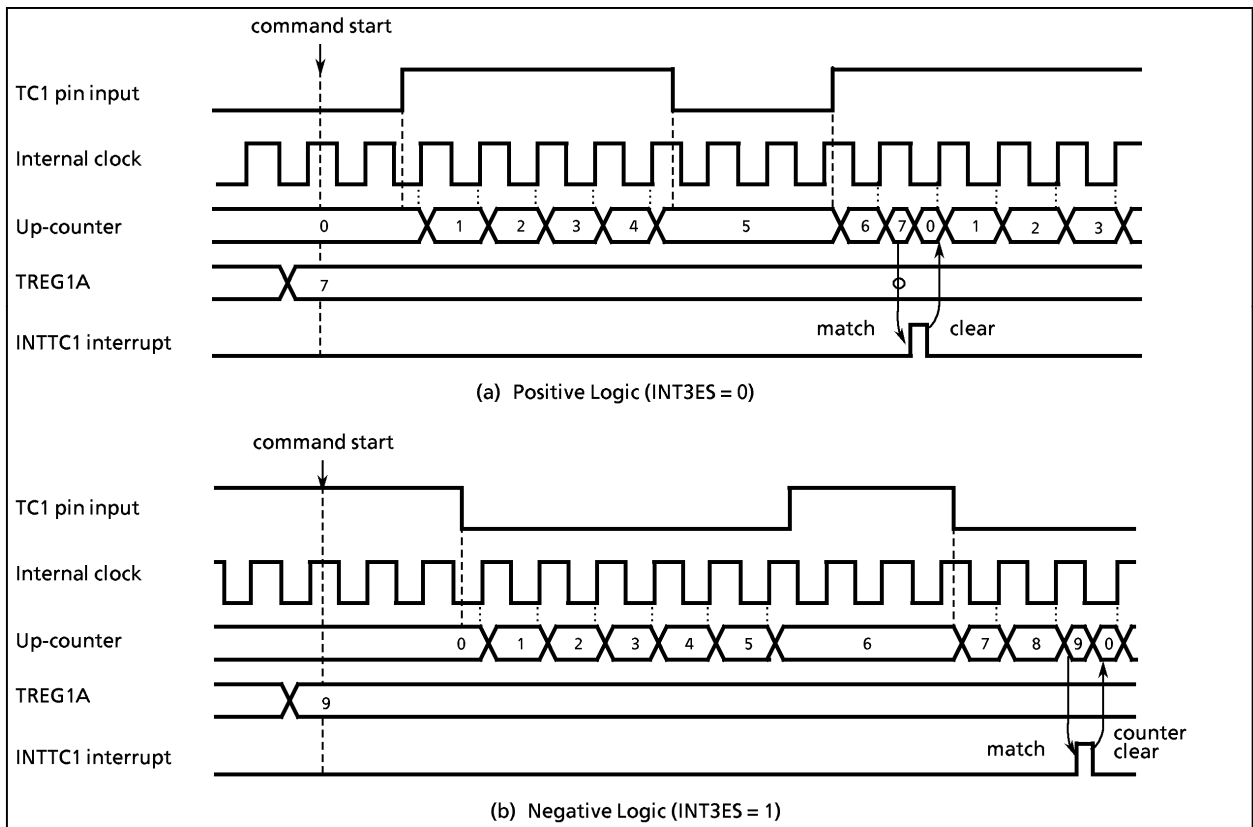 command start
TC1 pin input
Internal clock
Up-counter 0 1 2 3 4 5 6 7 0 1 2 3
TREG1A 7
match clear
INTTC1 interrupt
(a) Positive Logic (INT3ES = 0)
command start
TC1 pin input
Internal clock
Up-counter 0 1 2 3 4 5 6 7 8 9 0
TREG1A 9
counter
match clear
INTTC1 interrupt
(b) Negative Logic (INT3ES = 1)